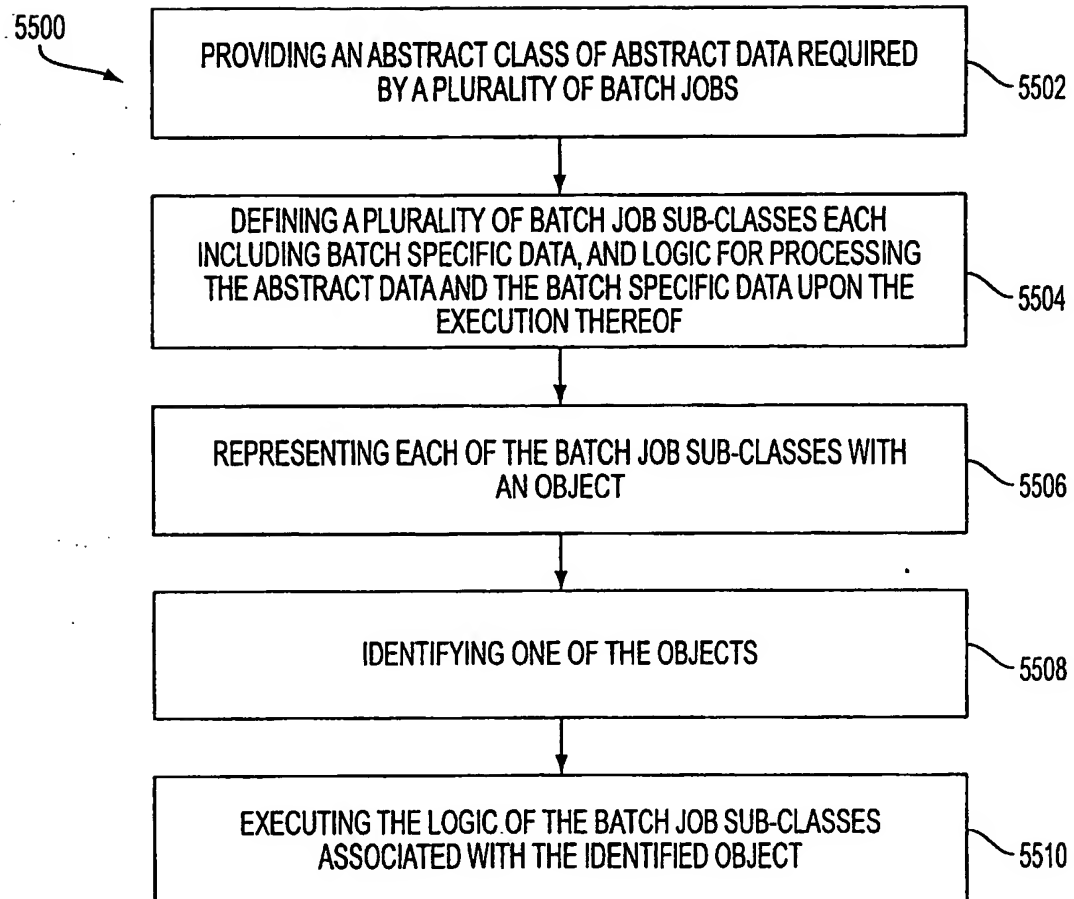 5500
PROVIDING AN ABSTRACT CLASS OF ABSTRACT DATA REQUIRED
BY A PLURALITY OF BATCH JOBS
5502
DEFINING A PLURALITY OF BATCH JOB SUB-CLASSES EACH
INCLUDING BATCH SPECIFIC DATA, AND LOGIC FOR PROCESSING
THE ABSTRACT DATA AND THE BATCH SPECIFIC DATA UPON THE
EXECUTION THEREOF
5504
REPRESENTING EACH OF THE BATCH JOB SUB-CLASSES WITH
AN OBJECT
5506
IDENTIFYING ONE OF THE OBJECTS
5508
EXECUTING THE LOGIC OF THE BATCH JOB SUB-CLASSES
ASSOCIATED WITH THE IDENTIFIED OBJECT
5510